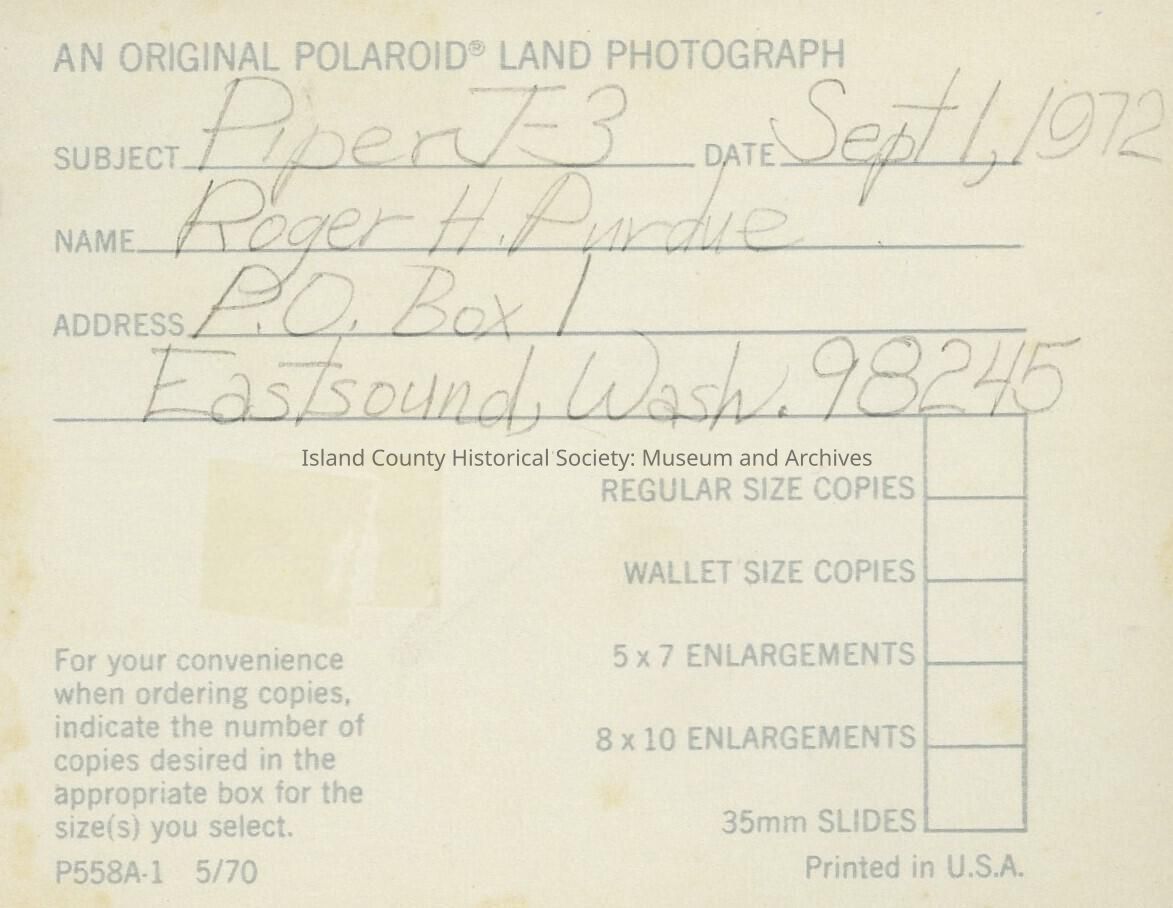 AN ORIGINAL POLAROID® LAND PHOTOGRAPH
SUBJECT Piper J-3 DATE Sept 1, 1972
NAME Roger H. Purdue
ADDRESS P.O. Box 1
Eastsound, Wash. 98245
Island County Historical Society: Museum and Archives
REGULAR SIZE COPIES
WALLET SIZE COPIES
5 x 7 ENLARGEMENTS
8 x 10 ENLARGEMENTS
35mm SLIDES
For your convenience
when ordering copies,
indicate the number of
copies desired in the
appropriate box for the
size(s) you select.
P558A-1 5/70
Printed in U.S.A.